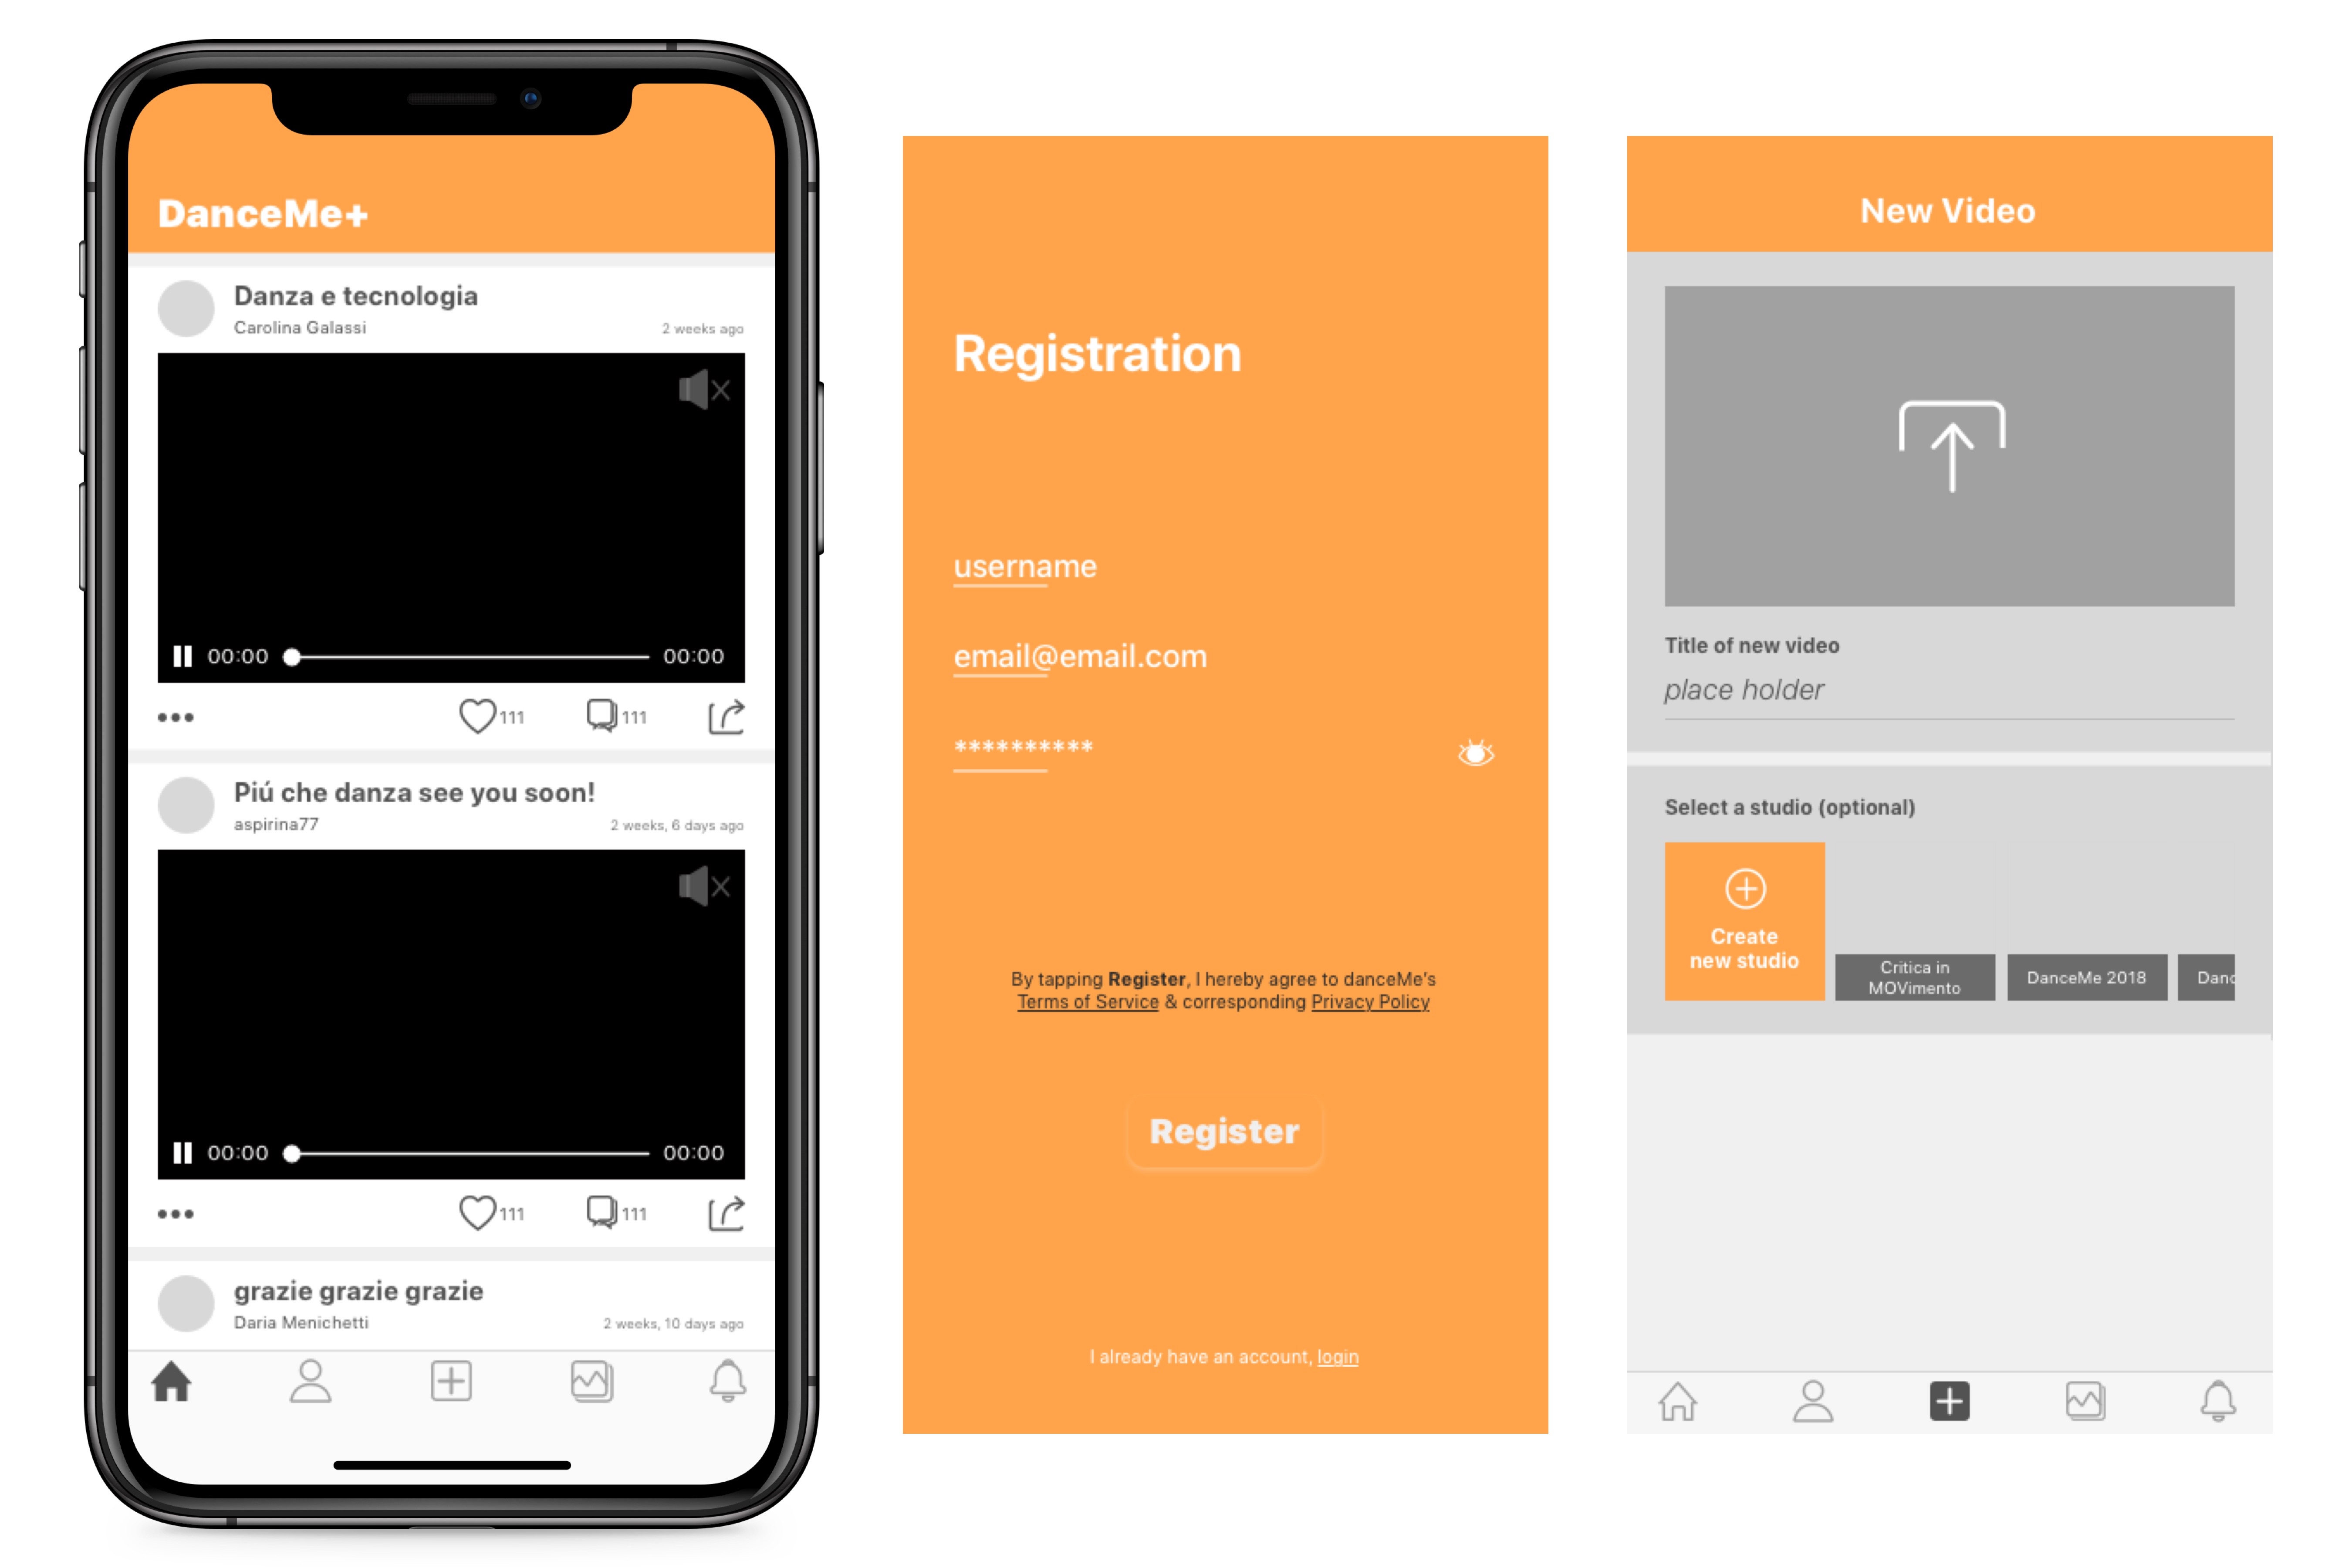 DanceMe+
Danza e tecnologia
Carolina Galassi
2 weeks ago
00:00
00:00
111
111
Piú che danza see you soon!
aspirina77
2 weeks, 6 days ago
00:00
00:00
111
111
grazie grazie grazie
Daria Menichetti
2 weeks, 10 days ago
Registration
username
email@email.com
**********
By tapping Register, I hereby agree to danceMe's
Terms of Service & corresponding Privacy Policy
Register
I already have an account, login
New Video
Title of new video
place holder
Select a studio (optional)
Create
new studio
Critica in
MOVimento
DanceMe 2018
Danc